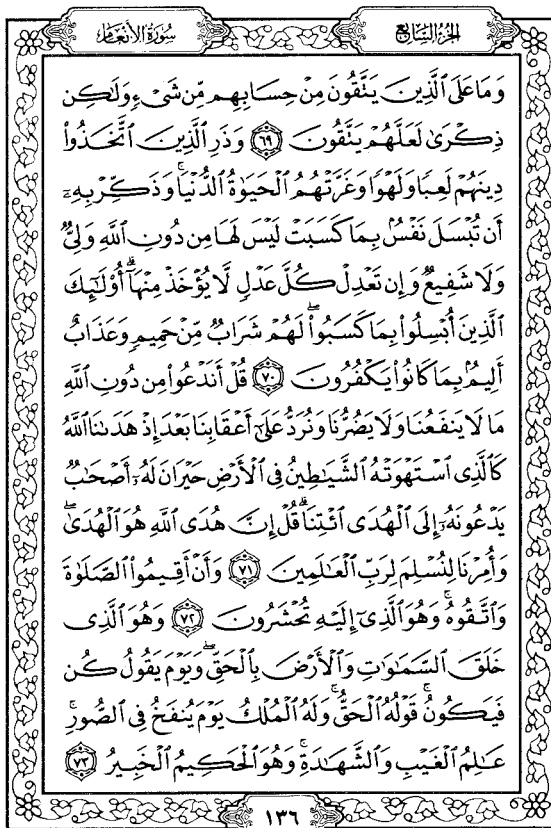 الجزء السابع
سورة الأنعام
وَمَا عَلَى ٱلَّذِينَ يَتَّقُونَ مِنْ حِسَابِهِم مِّن شَىْءٍ وَلَٰكِن
ذِكْرَىٰ لَعَلَّهُمْ يَتَّقُونَ ٦٩ وَذَرِ ٱلَّذِينَ ٱتَّخَذُوا۟
دِينَهُمْ لَعِبًا وَلَهْوًا وَغَرَّتْهُمُ ٱلْحَيَوٰةُ ٱلدُّنْيَا ۚ وَذَكِّرْ بِهِۦٓ
أَن تُبْسَلَ نَفْسٌۢ بِمَا كَسَبَتْ لَيْسَ لَهَا مِن دُونِ ٱللَّهِ وَلِىٌّ
وَلَا شَفِيعٌ وَإِن تَعْدِلْ كُلَّ عَدْلٍ لَّا يُؤْخَذْ مِنْهَآ ۗ أُو۟لَٰٓئِكَ
ٱلَّذِينَ أُبْسِلُوا۟ بِمَا كَسَبُوا۟ ۖ لَهُمْ شَرَابٌ مِّنْ حَمِيمٍ وَعَذَابٌ
أَلِيمٌۢ بِمَا كَانُوا۟ يَكْفُرُونَ ٧٠ قُلْ أَنَدْعُوا۟ مِن دُونِ ٱللَّهِ
مَا لَا يَنفَعُنَا وَلَا يَضُرُّنَا وَنُرَدُّ عَلَىٰٓ أَعْقَابِنَا بَعْدَ إِذْ هَدَىٰنَا ٱللَّهُ
كَٱلَّذِى ٱسْتَهْوَتْهُ ٱلشَّيَٰطِينُ فِى ٱلْأَرْضِ حَيْرَانَ لَهُۥٓ أَصْحَٰبٌ
يَدْعُونَهُۥٓ إِلَى ٱلْهُدَى ٱئْتِنَا ۗ قُلْ إِنَّ هُدَى ٱللَّهِ هُوَ ٱلْهُدَىٰ ۖ
وَأُمِرْنَا لِنُسْلِمَ لِرَبِّ ٱلْعَٰلَمِينَ ٧١ وَأَنْ أَقِيمُوا۟ ٱلصَّلَوٰةَ
وَٱتَّقُوهُ ۚ وَهُوَ ٱلَّذِىٓ إِلَيْهِ تُحْشَرُونَ ٧٢ وَهُوَ ٱلَّذِى
خَلَقَ ٱلسَّمَٰوَٰتِ وَٱلْأَرْضَ بِٱلْحَقِّ ۖ وَيَوْمَ يَقُولُ كُن
فَيَكُونُ ۚ قَوْلُهُ ٱلْحَقُّ ۚ وَلَهُ ٱلْمُلْكُ يَوْمَ يُنفَخُ فِى ٱلصُّورِ ۚ
عَٰلِمُ ٱلْغَيْبِ وَٱلشَّهَٰدَةِ ۚ وَهُوَ ٱلْحَكِيمُ ٱلْخَبِيرُ ٧٣
١٣٦